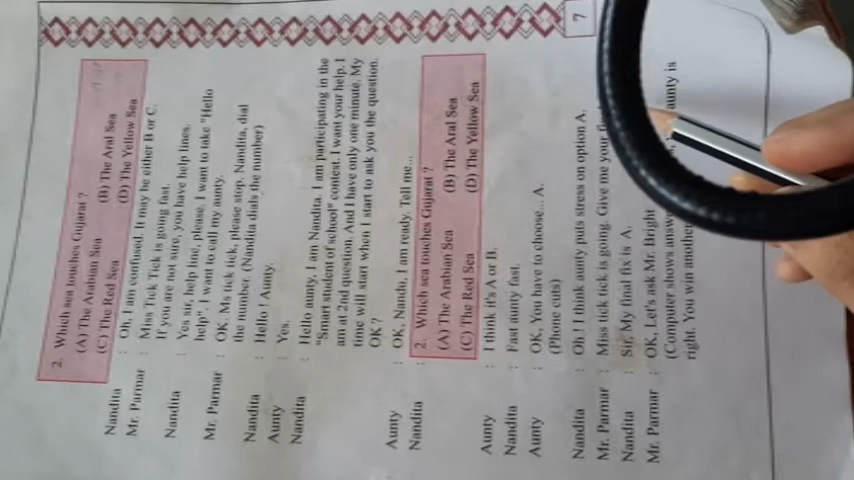 2. Which sea touches Gujarat ?
(A) The Arabian Sea (B) The Aral Sea
(C) The Red Sea (D) The Yellow Sea
Nandita : Oh, I am confused. It may be either B or C.
Mr. Parmar : Miss Tick Tick is going fast.
If you are not sure, you have help lines.
Nandita : Yes sir, help line, please. I want to take "Hello
help". I want to call my aunty.
Mr. Parmar : OK, Ms tick tick, please stop. Nandita, dial
the number. (Nandita dials the number)
Nandita : Hello ! Aunty.
Aunty : Yes.
Nandita : Hello aunty, I am Nandita. I am participating in the
"Smart student of school" contest. I want your help. I
am at 2nd question. And I have only one minute. My
time will start when I start to ask you the question.
OK ?
Aunty : OK, Nandu, I am ready. Tell me...
Nandita : 2. Which sea touches Gujarat ?
(A) The Arabian Sea (B) The Aral Sea
(C) The Red Sea (D) The Yellow Sea
Aunty : I think it's A or B.
Nandita : Fast aunty fast.
Aunty : OK, You have to choose... A.
(Phone cuts)
Nandita : Oh ! I think aunty puts stress on option A.
Mr. Parmar : Miss tick tick is going. Give me your
Nandita : Sir, My final fix is A.
Mr. Parmar : OK, Let's ask Mr. Bright
(Computer shows aunty is
right. You win another
7